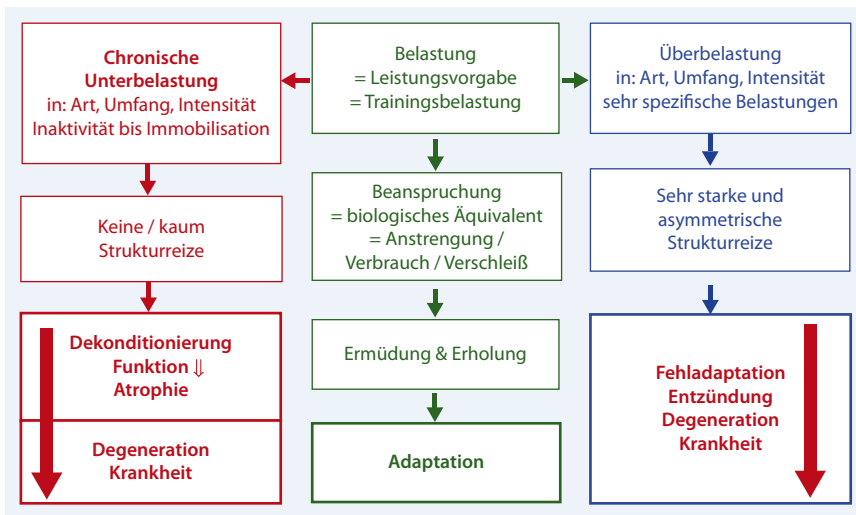 Chronische
Unterbelastung
in: Art, Umfang, Intensität
Inaktivität bis Immobilisation
Keine / kaum
Strukturreize
Dekonditionierung
Funktion ⇓
Atrophie
Degeneration
Krankheit
Belastung
= Leistungsvorgabe
= Trainingsbelastung
Beanspruchung
= biologisches Äquivalent
= Anstrengung /
Verbrauch / Verschleiß
Ermüdung & Erholung
Adaptation
Überbelastung
in: Art, Umfang, Intensität
sehr spezifische Belastungen
Sehr starke und
asymmetrische
Strukturreize
Fehladaptation
Entzündung
Degeneration
Krankheit